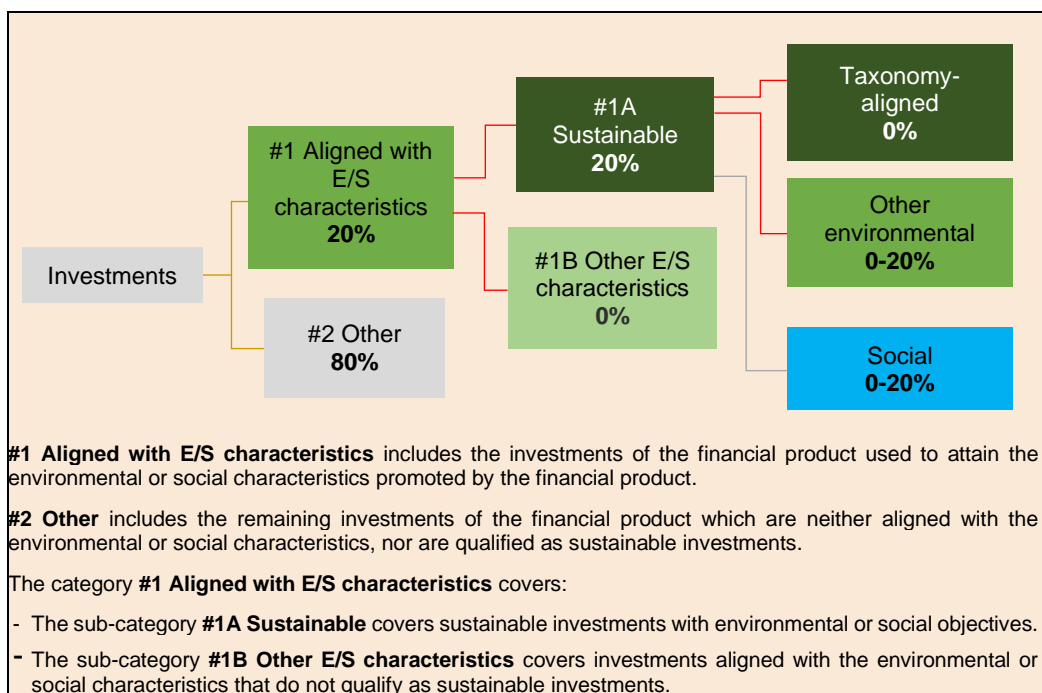 Investments
#1 Aligned with
E/S
characteristics
20%
#2 Other
80%
#1A
Sustainable
20%
#1B Other E/S
characteristics
0%
Taxonomy-
aligned
0%
Other
environmental
0-20%
Social
0-20%
#1 Aligned with E/S characteristics includes the investments of the financial product used to attain the
environmental or social characteristics promoted by the financial product.
#2 Other includes the remaining investments of the financial product which are neither aligned with the
environmental or social characteristics, nor are qualified as sustainable investments.
The category #1 Aligned with E/S characteristics covers:
- The sub-category #1A Sustainable covers sustainable investments with environmental or social objectives.
- The sub-category #1B Other E/S characteristics covers investments aligned with the environmental or
social characteristics that do not qualify as sustainable investments.